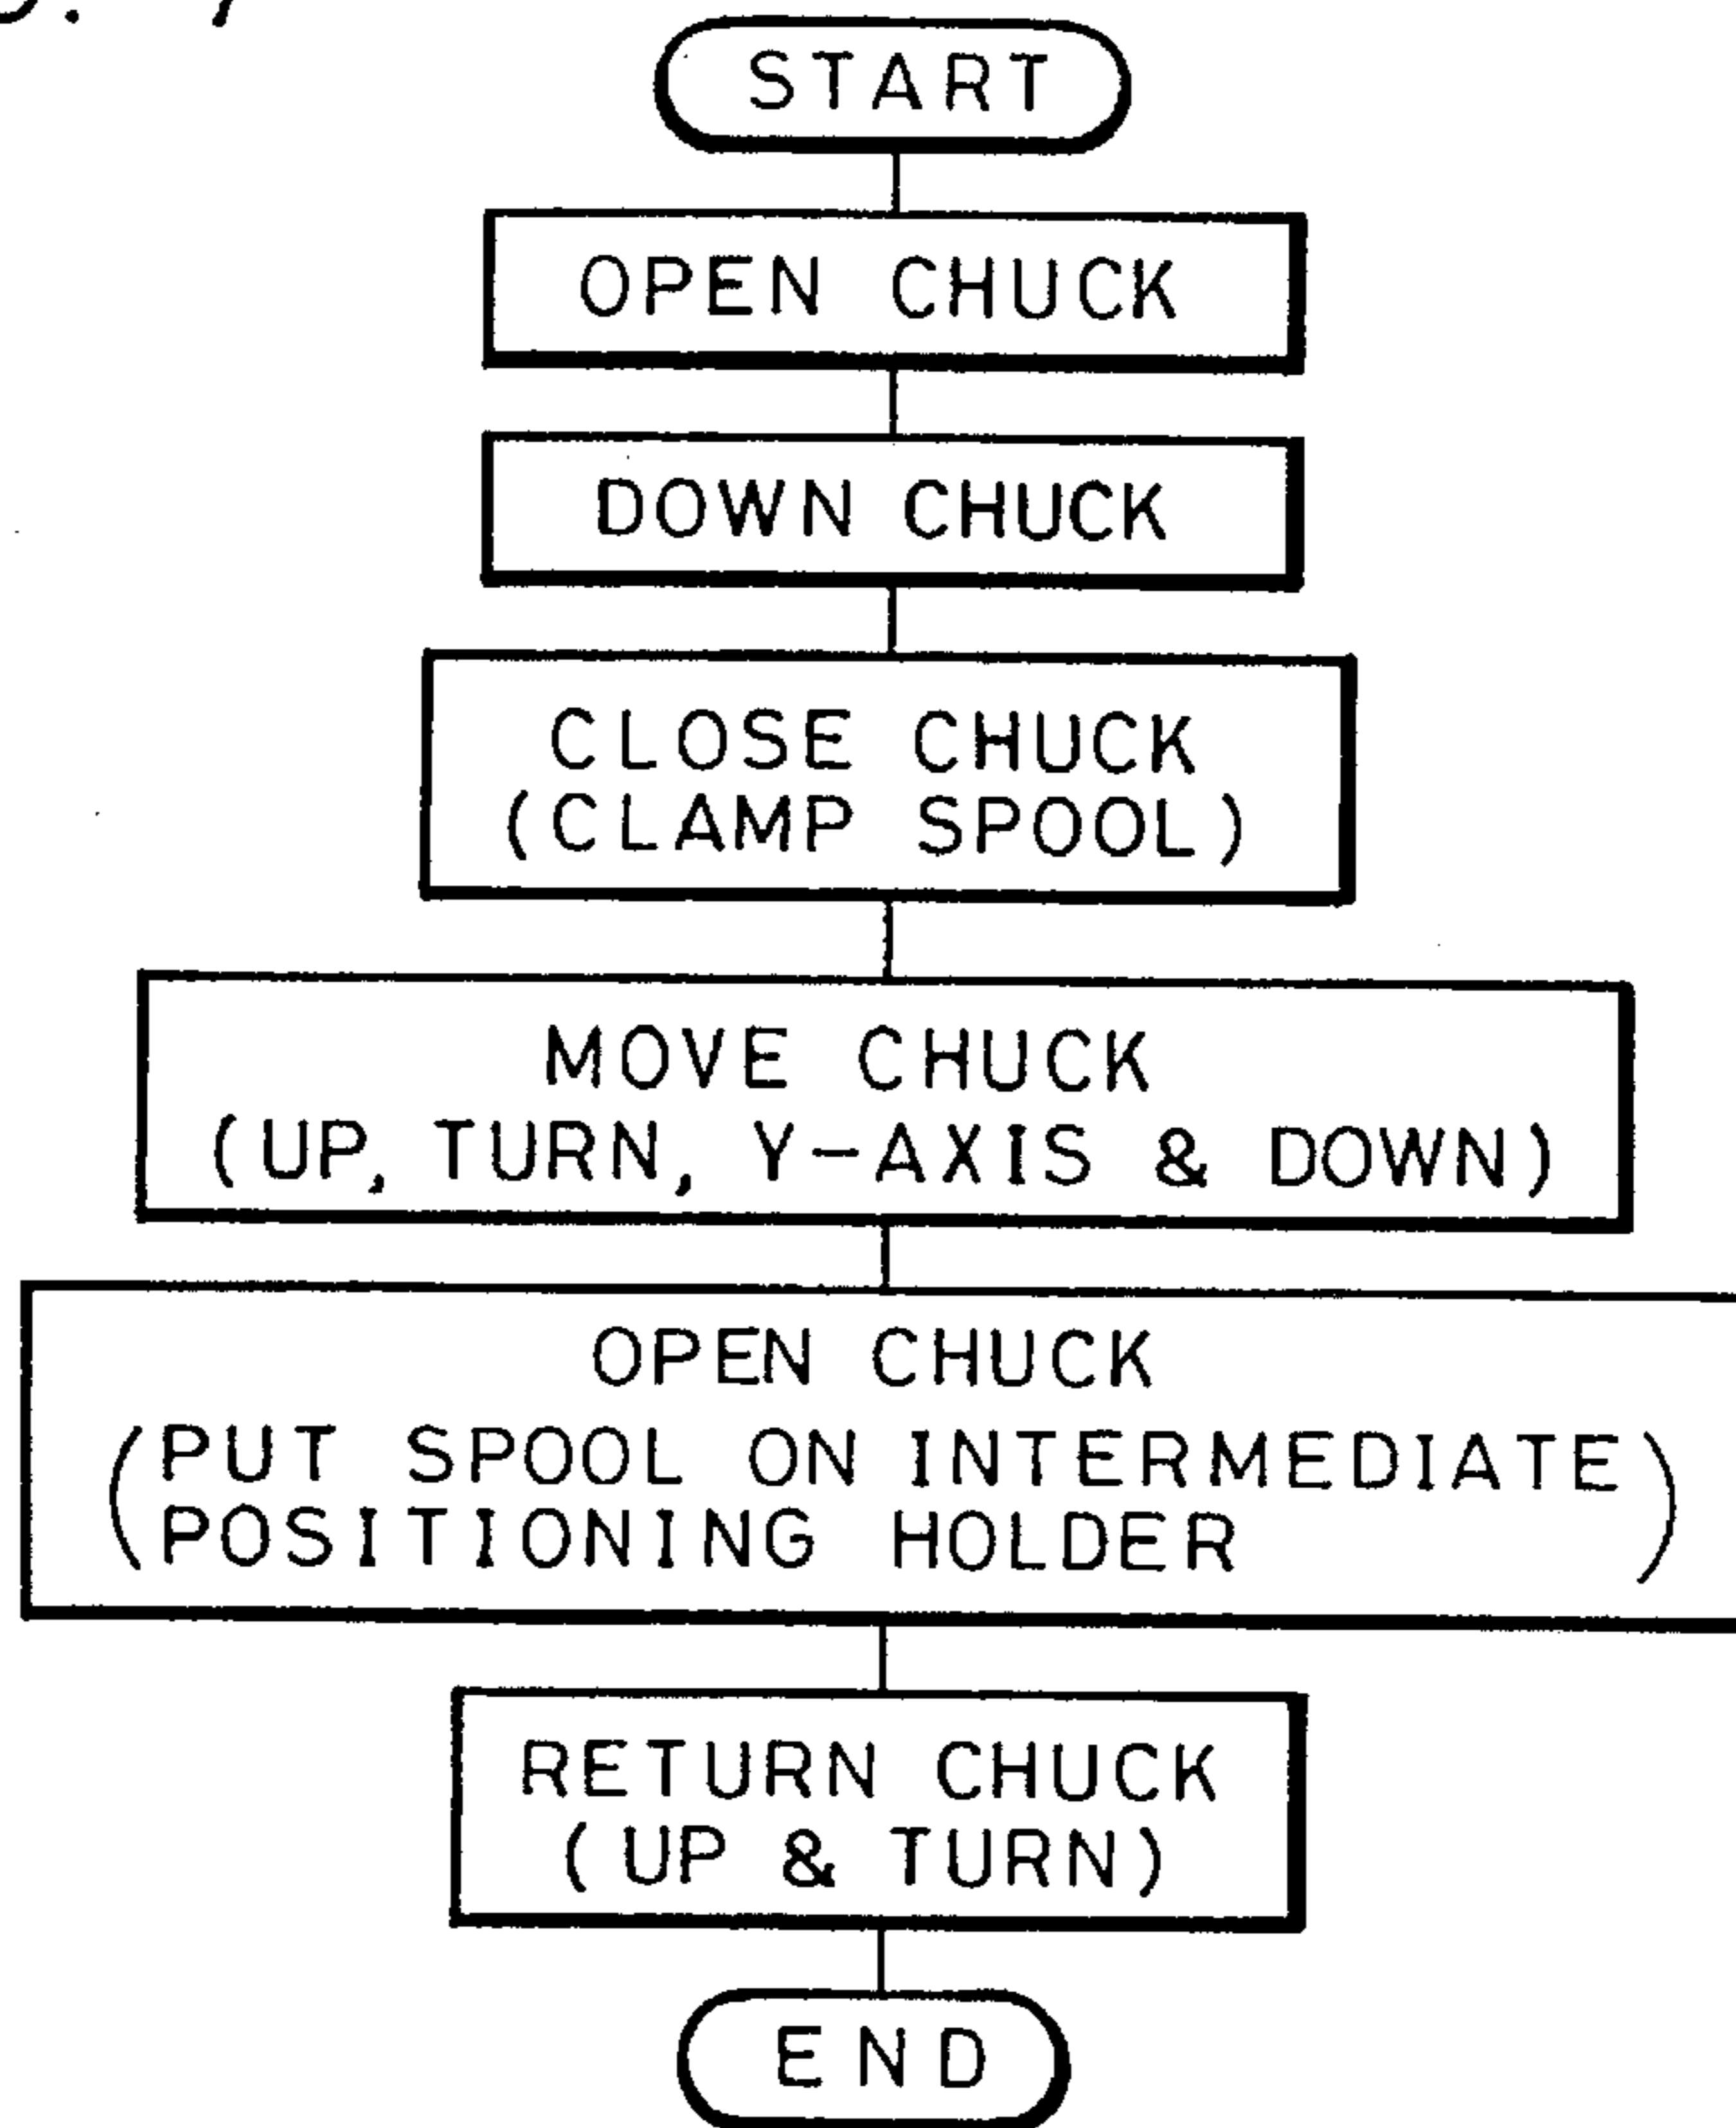 START
OPEN CHUCK
DOWN CHUCK
CLOSE CHUCK
(CLAMP SPOOL)
MOVE CHUCK
(UP, TURN, Y-AXIS & DOWN)
OPEN CHUCK
(PUT SPOOL ON INTERMEDIATE
POSITIONING HOLDER)
RETURN CHUCK
(UP & TURN)
END